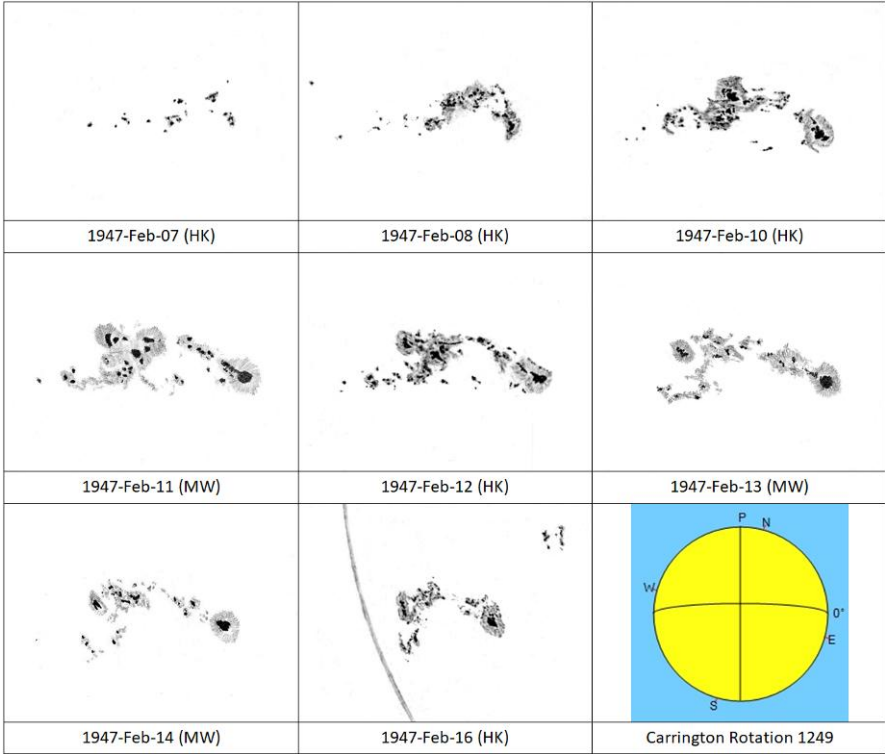 1947-Feb-07 (HK)
1947-Feb-08 (HK)
1947-Feb-10 (HK)
1947-Feb-11 (MW)
1947-Feb-12 (HK)
1947-Feb-13 (MW)
P
N
W
0°
E
S
1947-Feb-14 (MW)
1947-Feb-16 (HK)
Carrington Rotation 1249